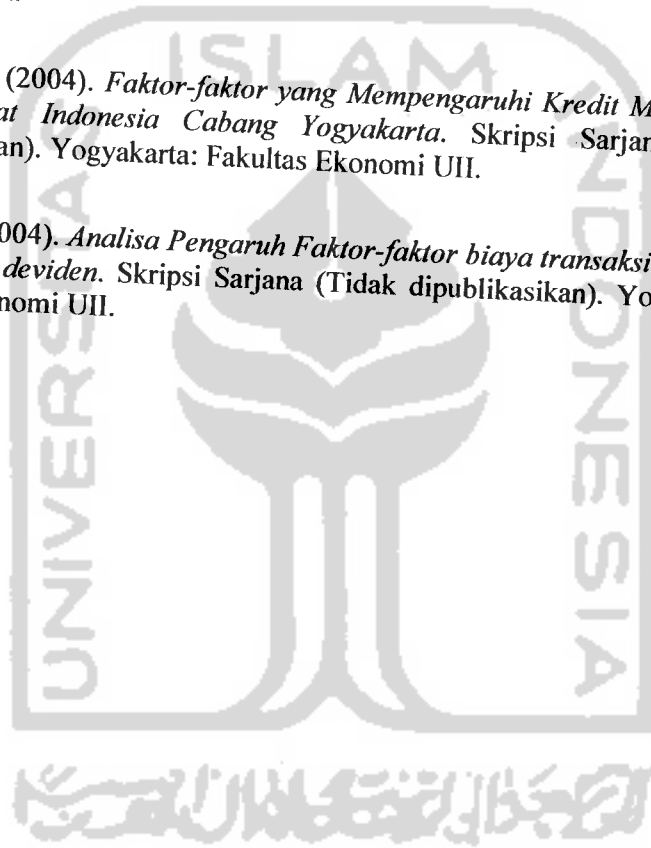 (2004). Faktor-faktor yang Mempengaruhi Kredit M
at Indonesia Cabang Yogyakarta. Skripsi Sarjan
an). Yogyakarta: Fakultas Ekonomi UII.
004). Analisa Pengaruh Faktor-faktor biaya transaksi
deviden. Skripsi Sarjana (Tidak dipublikasikan). Yo
nomi UII.
UNIVERSITAS
ISLAM
INDONESIA